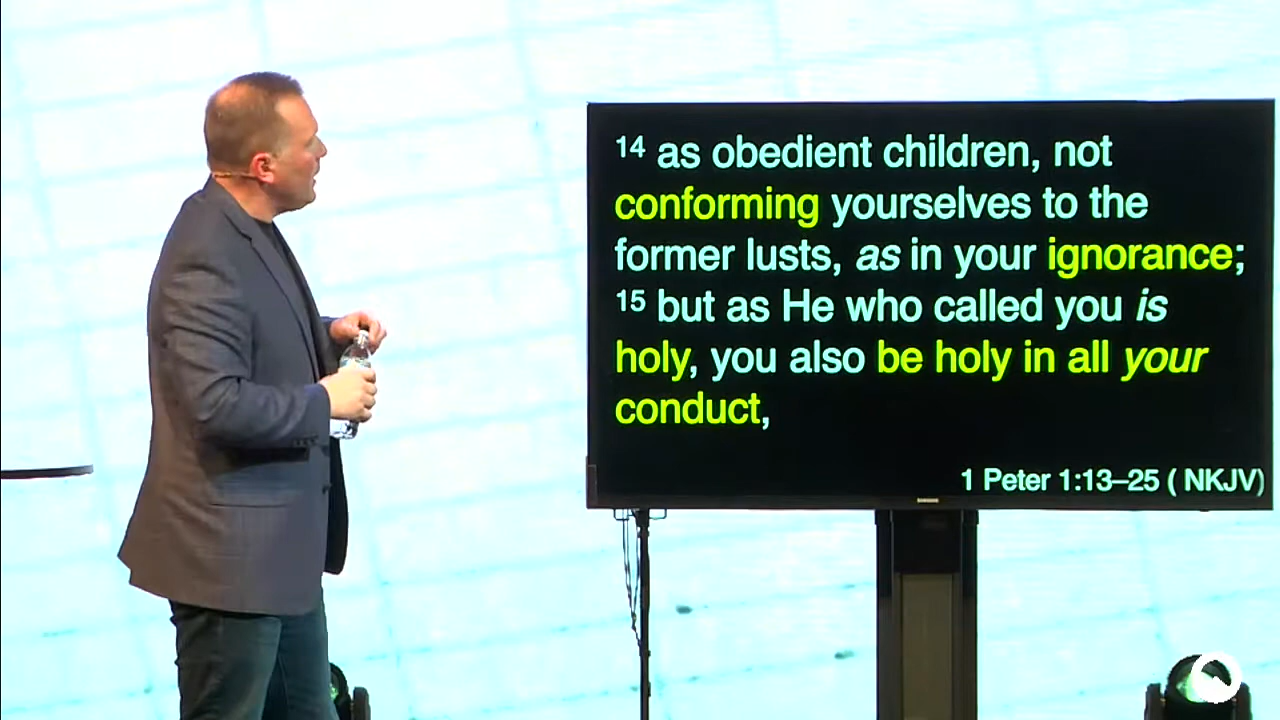 14 as obedient children, not
conforming yourselves to the
former lusts, as in your ignorance;
15 but as He who called you is
holy, you also be holy in all your
conduct,
1 Peter 1:13–25 ( NKJV)